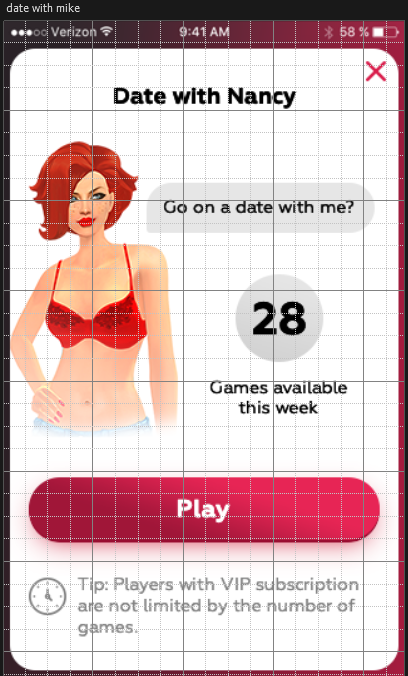 date with mike
Verizon 9:41 AM 58 %
Date with Nancy
Go on a date with me?
28
Games available
this week
Play
Tip: Players with VIP subscription
are not limited by the number of
games.